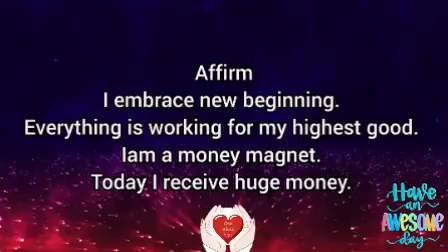 Affirm
I embrace new beginning.
Everything is working for my highest good.
Iam a money magnet.
Today I receive huge money.
Have
an
AWESOME
day